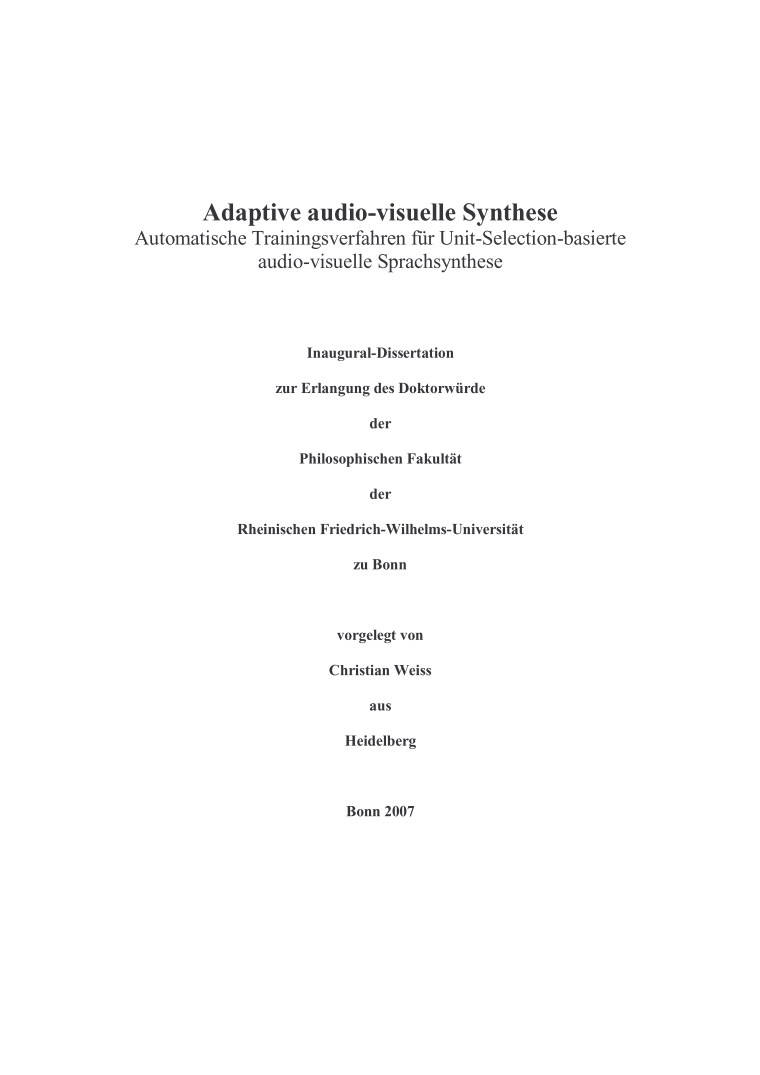 Adaptive audio-visuelle Synthese
Automatische Trainingsverfahren für Unit-Selection-basierte
audio-visuelle Sprachsynthese
Inaugural-Dissertation
zur Erlangung des Doktorwürde
der
Philosophischen Fakultät
der
Rheinischen Friedrich-Wilhelms-Universität
zu Bonn
vorgelegt von
Christian Weiss
aus
Heidelberg
Bonn 2007